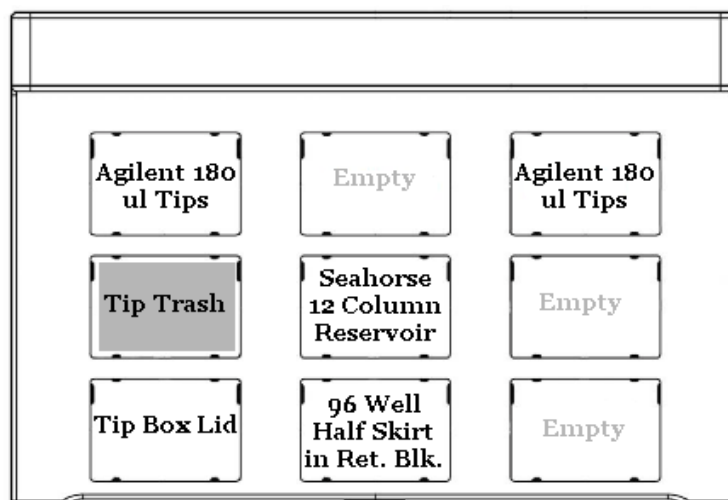 Agilent 180
ul Tips
Empty
Agilent 180
ul Tips
Tip Trash
Seahorse
12 Column
Reservoir
Empty
Tip Box Lid
96 Well
Half Skirt
in Ret. Blk.
Empty